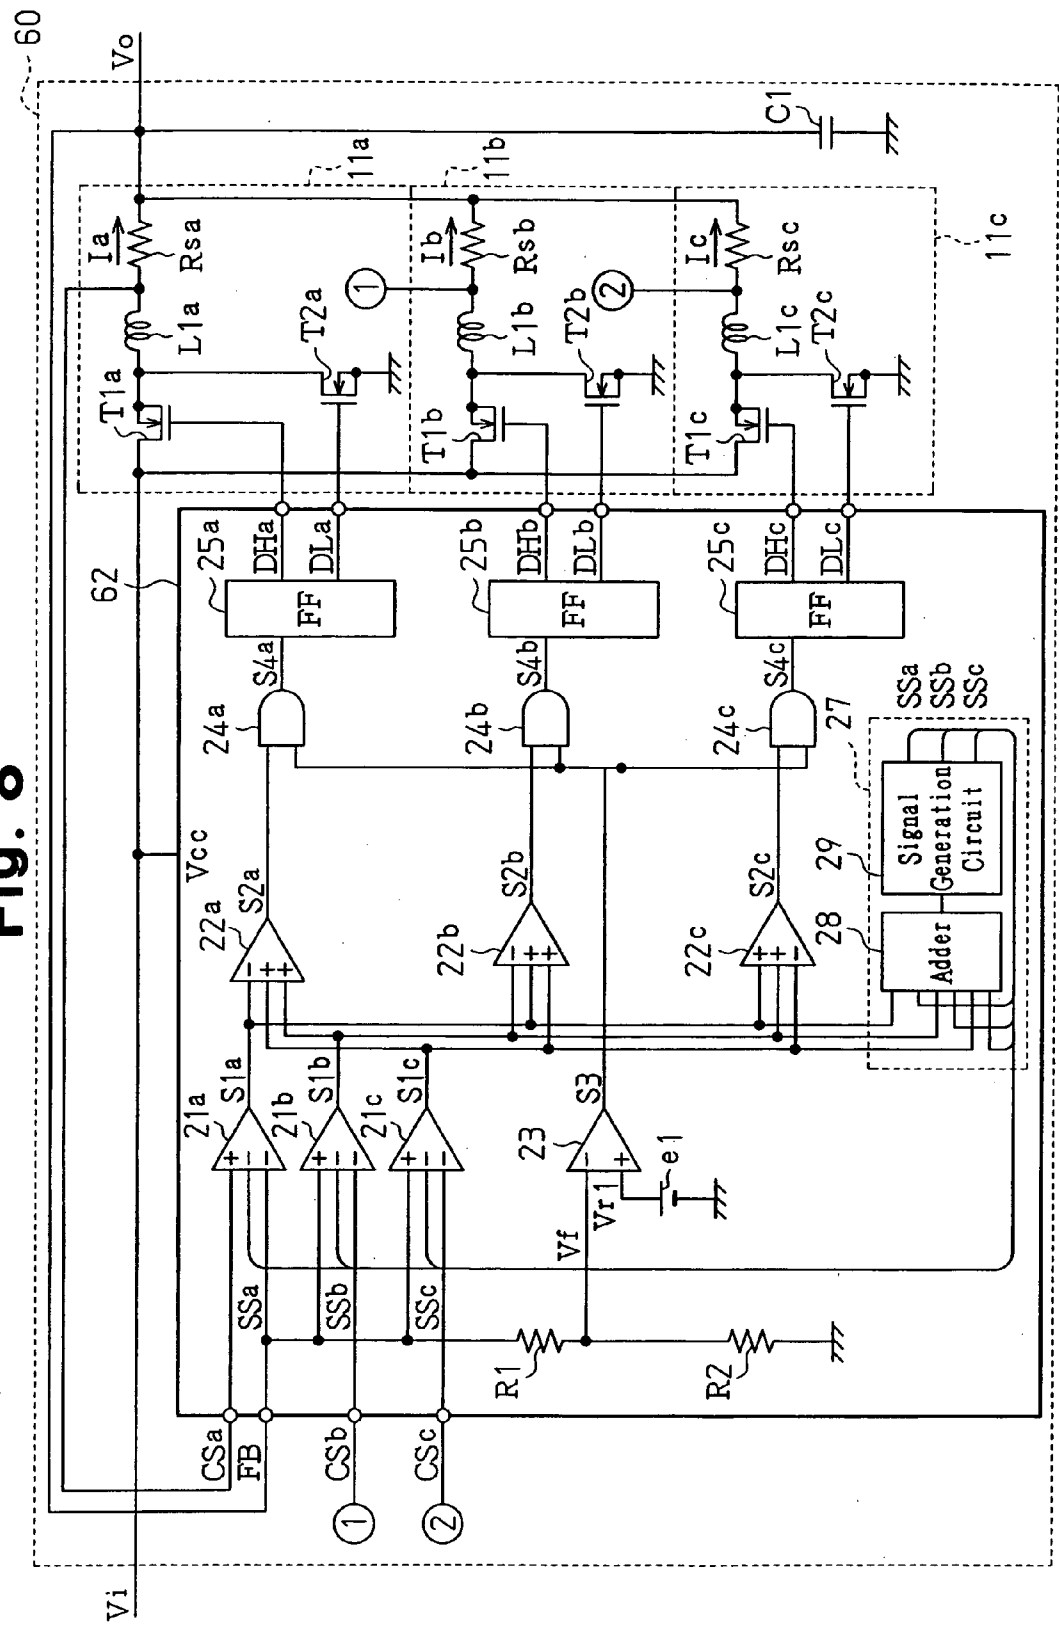 Fig. 8
60
Vi
Vo
62
Vcc
CSa
FB
CSb
CSc
1
2
SSa
SSb
SSc
21a
S1a
21b
S1b
21c
S1c
22a
S2a
22b
S2b
22c
S2c
23
S3
Vf
Vr1
e1
R1
R2
24a
S4a
24b
S4b
24c
S4c
25a
FF
25b
FF
25c
FF
DHa
DLa
DHb
DLb
DHc
DLc
27
28
Adder
29
Signal
Generation
Circuit
SSa
SSb
SSc
T1a
T2a
L1a
Ia
Rsa
11a
T1b
T2b
L1b
Ib
Rsb
11b
1
T1c
T2c
L1c
Ic
Rsc
11c
2
C1